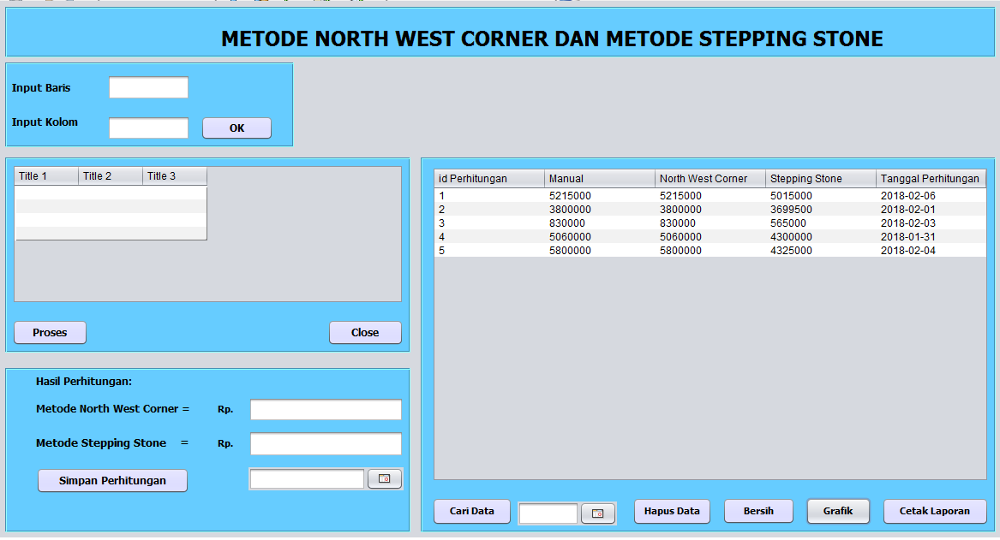 METODE NORTH WEST CORNER DAN METODE STEPPING STONE
Input Baris
Input Kolom
OK
Title 1 Title 2 Title 3
Proses
Close
Hasil Perhitungan:
Metode North West Corner = Rp.
Metode Stepping Stone = Rp.
Simpan Perhitungan
id Perhitungan Manual North West Corner Stepping Stone Tanggal Perhitungan
1 5215000 5215000 5015000 2018-02-06
2 3800000 3800000 3699500 2018-02-01
3 830000 830000 565000 2018-02-03
4 5060000 5060000 4300000 2018-01-31
5 5800000 5800000 4325000 2018-02-04
Cari Data
Hapus Data
Bersih
Grafik
Cetak Laporan